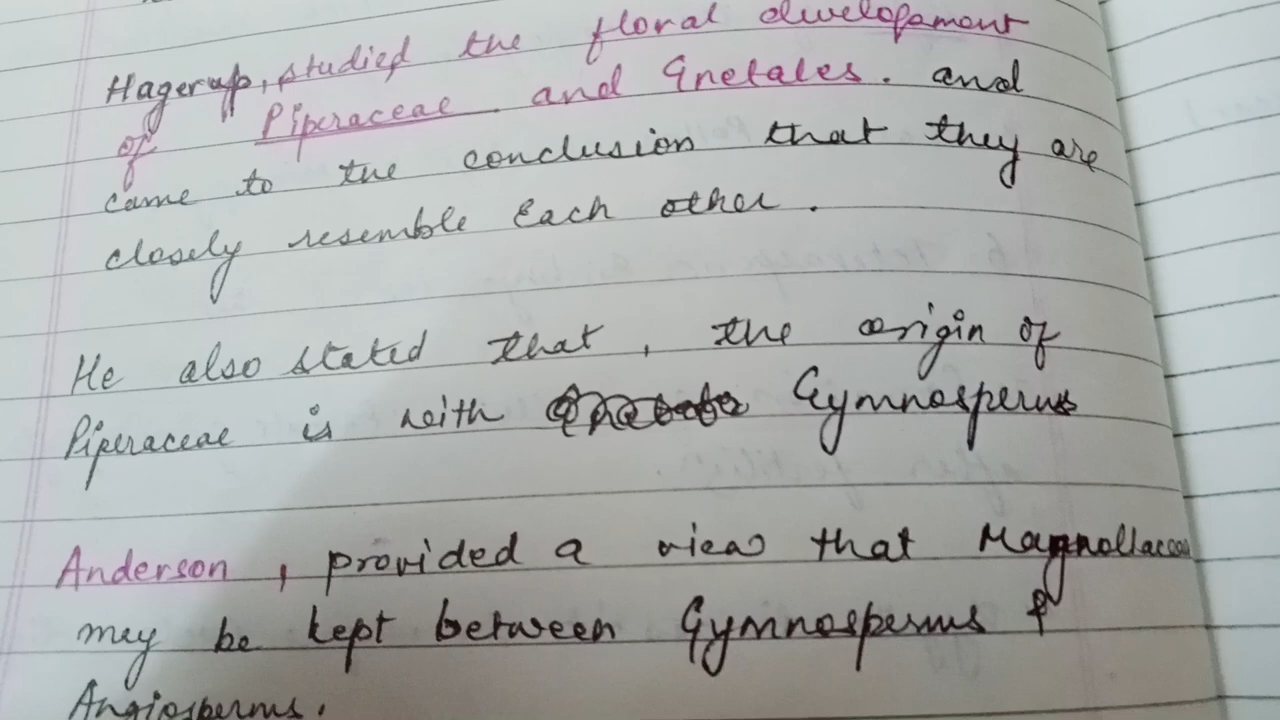 Hagerup, studied the floral development
of Piperaceae and Gnetales. and
came to the conclusion that they are
closely resemble Each other.
He also stated that, the origin of
Piperaceae is with Gymnosperms
Anderson, provided a view that Magnollaceae
may be kept between Gymnosperms &
Angiosperms.